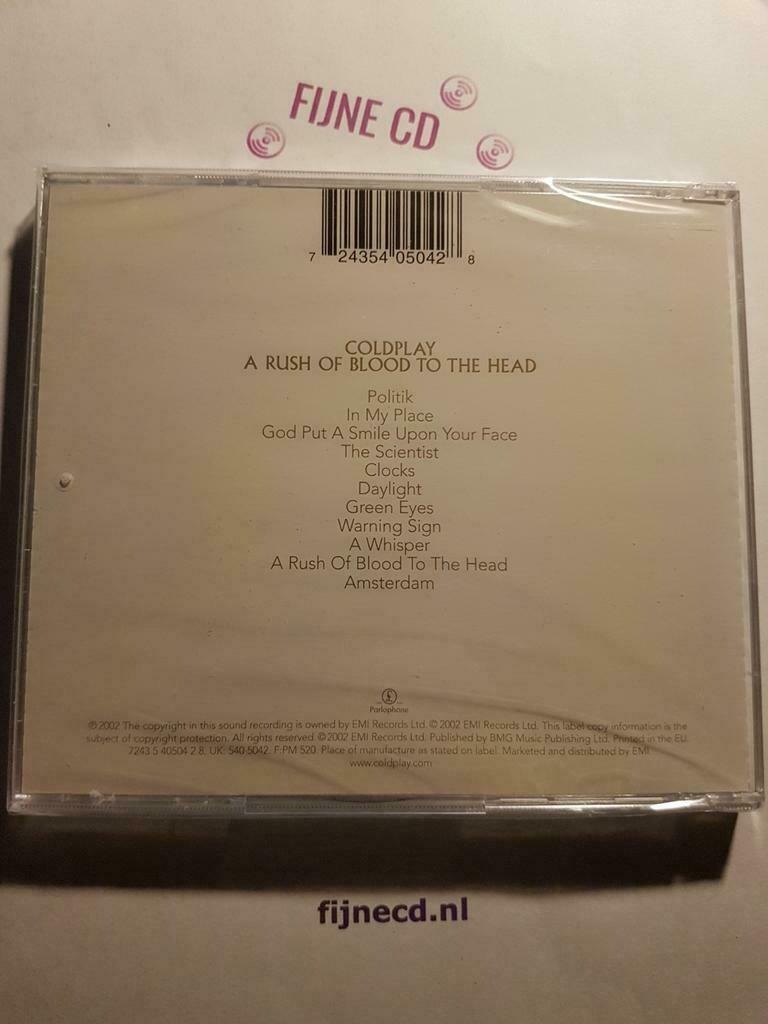 FIJNE CD
7 24354 05042 8
COLDPLAY
A RUSH OF BLOOD TO THE HEAD
Politik
In My Place
God Put A Smile Upon Your Face
The Scientist
Clocks
Daylight
Green Eyes
Warning Sign
A Whisper
A Rush Of Blood To The Head
Amsterdam
£
Parlophone
℗ 2002 The copyright in this sound recording is owned by EMI Records Ltd. © 2002 EMI Records Ltd. This label copy information is the
subject of copyright protection. All rights reserved. © 2002 EMI Records Ltd. Published by BMG Music Publishing Ltd. Printed in the EU.
7243 5 40504 2 8. UK: 540 5042. F:PM 520. Place of manufacture as stated on label. Marketed and distributed by EMI.
www.coldplay.com
fijnecd.nl